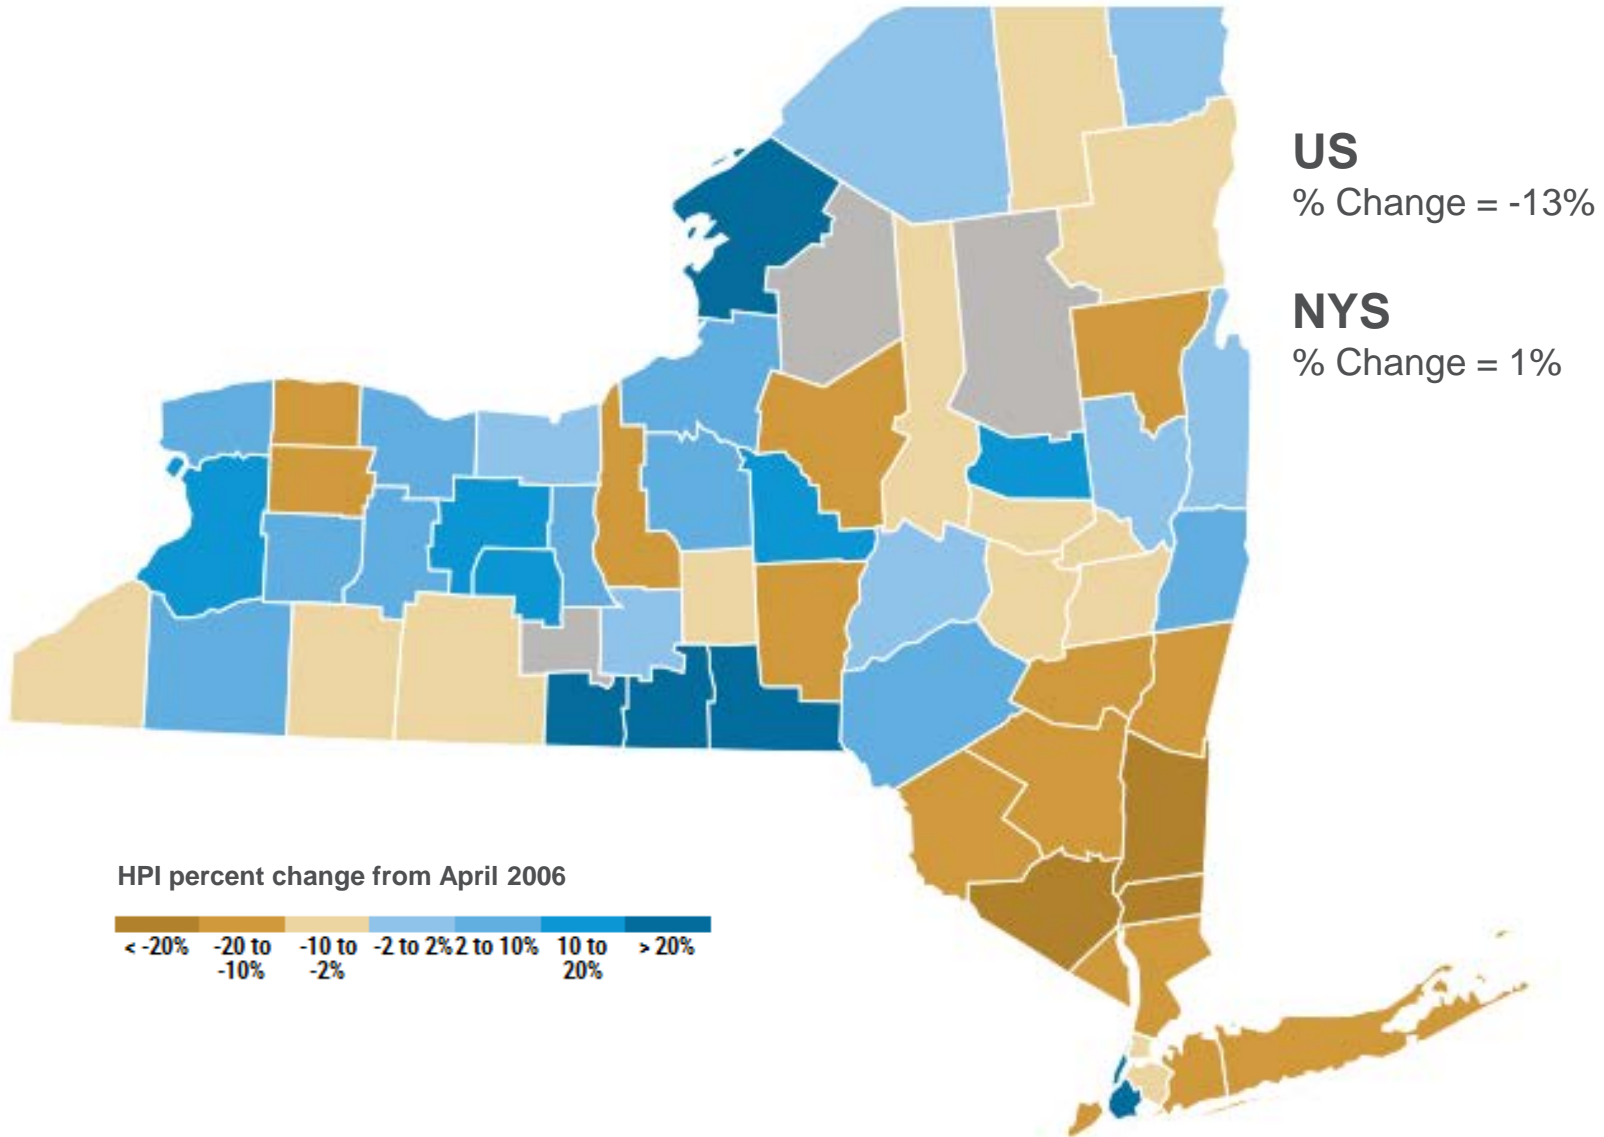 US
% Change = -13%
NYS
% Change = 1%
HPI percent change from April 2006
< -20% -20 to -10% -10 to -2% -2 to 2% 2 to 10% 10 to 20% > 20%